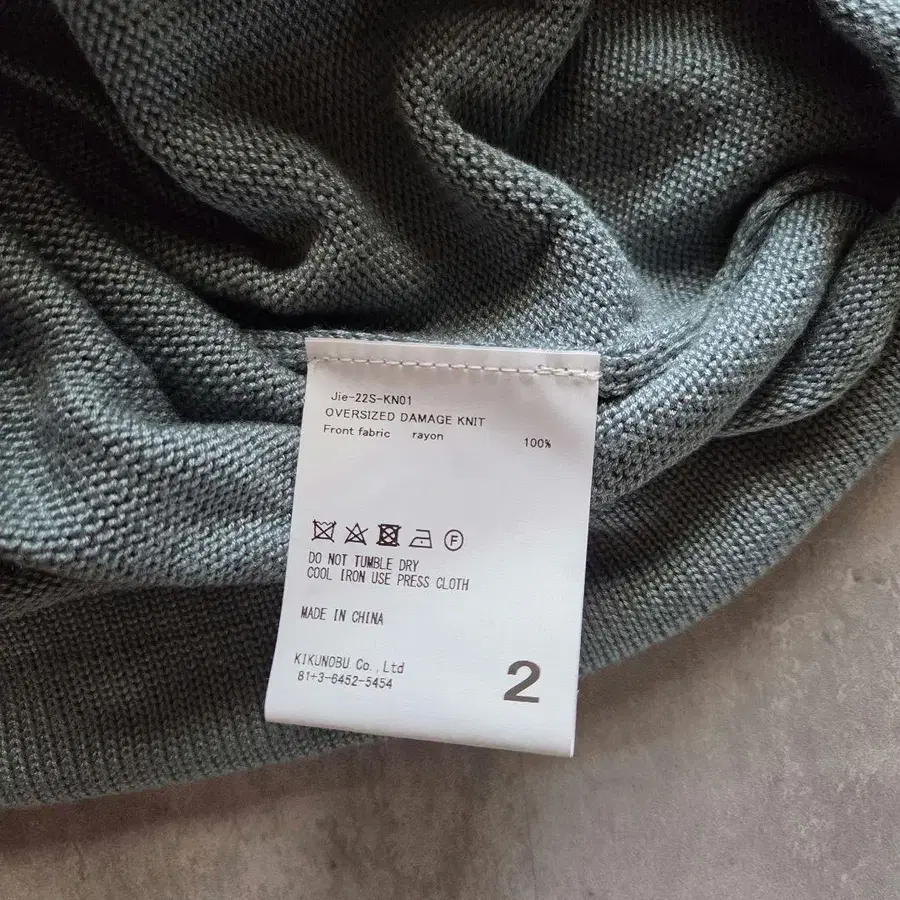 Jie-22S-KN01
OVERSIZED DAMAGE KNIT
Front fabric rayon 100%
F
DO NOT TUMBLE DRY
COOL IRON USE PRESS CLOTH
MADE IN CHINA
KIKUNOBU Co.,Ltd
81+3-6452-5454
2